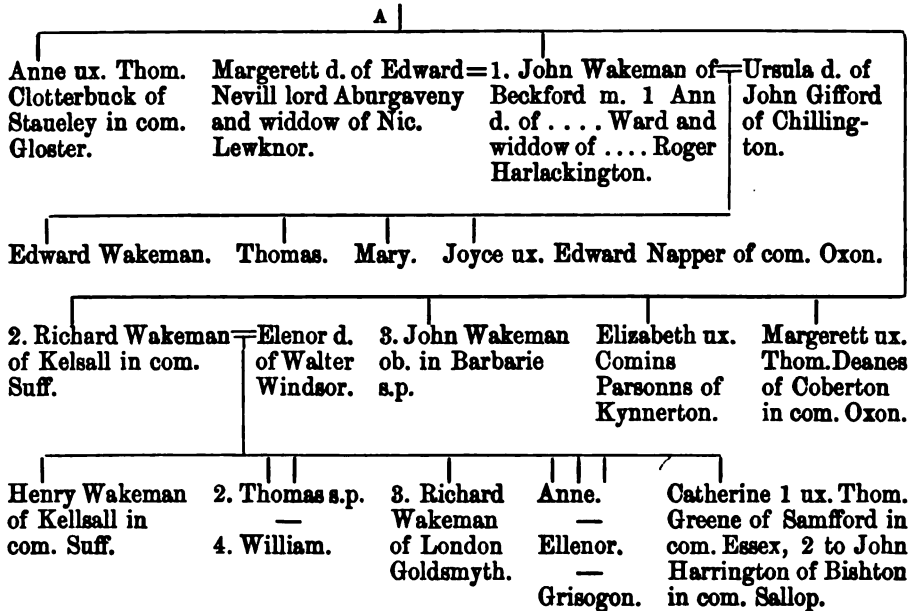 A
Anne ux. Thom.
Clotterbuck of
Staueley in com.
Gloster.
Margerett d. of Edward
Nevill lord Aburgaveny
and widdow of Nic.
Lewknor.
1. John Wakeman of
Beckford m. 1 Ann
d. of .... Ward and
widdow of .... Roger
Harlackington.
Ursula d. of
John Gifford
of Chilling-
ton.
Edward Wakeman. Thomas. Mary. Joyce ux. Edward Napper of com. Oxon.
2. Richard Wakeman
of Kelsall in com.
Suff.
Elenor d.
of Walter
Windsor.
3. John Wakeman
ob. in Barbarie
s.p.
Elizabeth ux.
Comins
Parsonns of
Kynnerton.
Margerett ux.
Thom. Deanes
of Coberton
in com. Oxon.
Henry Wakeman
of Kellsall in
com. Suff.
2. Thomas s.p.
—
4. William.
3. Richard
Wakeman
of London
Goldsmyth.
Anne.
—
Ellenor.
—
Grisogon.
Catherine 1 ux. Thom.
Greene of Samfford in
com. Essex, 2 to John
Harrington of Bishton
in com. Sallop.